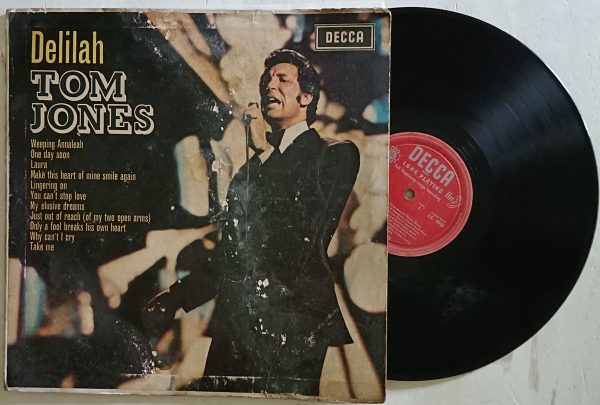 Delilah
TOM
JONES
Weeping Annaleah
One day soon
Laura
Make this heart of mine smile again
Lingering on
You can't stop love
My elusive dreams
Just out of reach (of my two open arms)
Only a fool breaks his own heart
Why can't I cry
Take me
DECCA
DECCA
LONG PLAYING